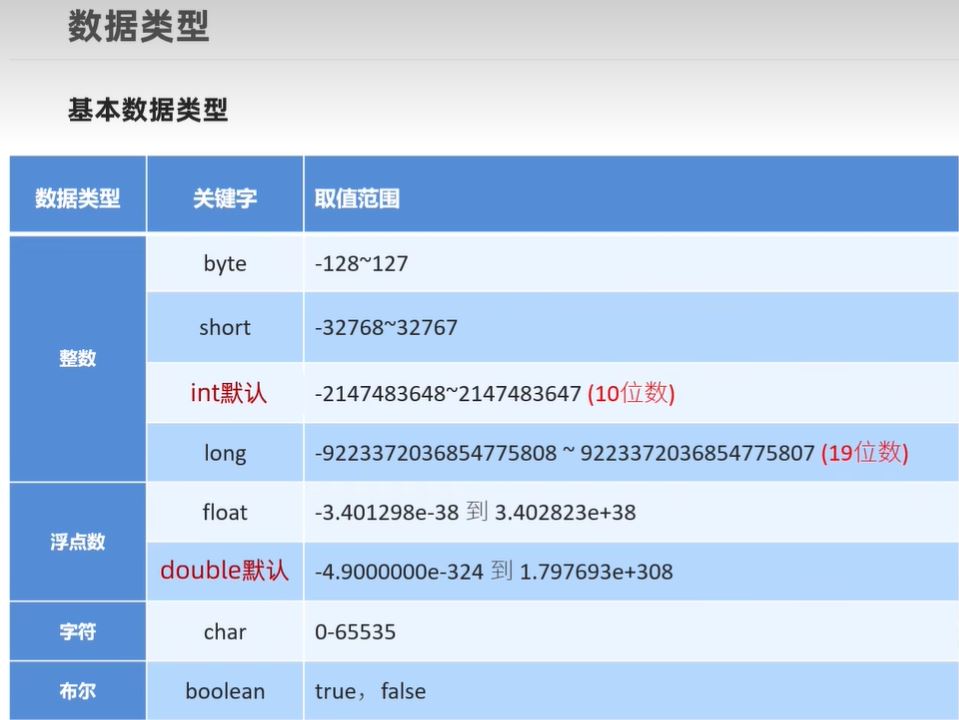 数据类型
基本数据类型
数据类型 关键字 取值范围
整数
byte -128~127
short -32768~32767
int默认 -2147483648~2147483647 (10位数)
long -9223372036854775808 ~ 9223372036854775807 (19位数)
浮点数
float -3.401298e-38 到 3.402823e+38
double默认 -4.9000000e-324 到 1.797693e+308
字符 char 0-65535
布尔 boolean true，false